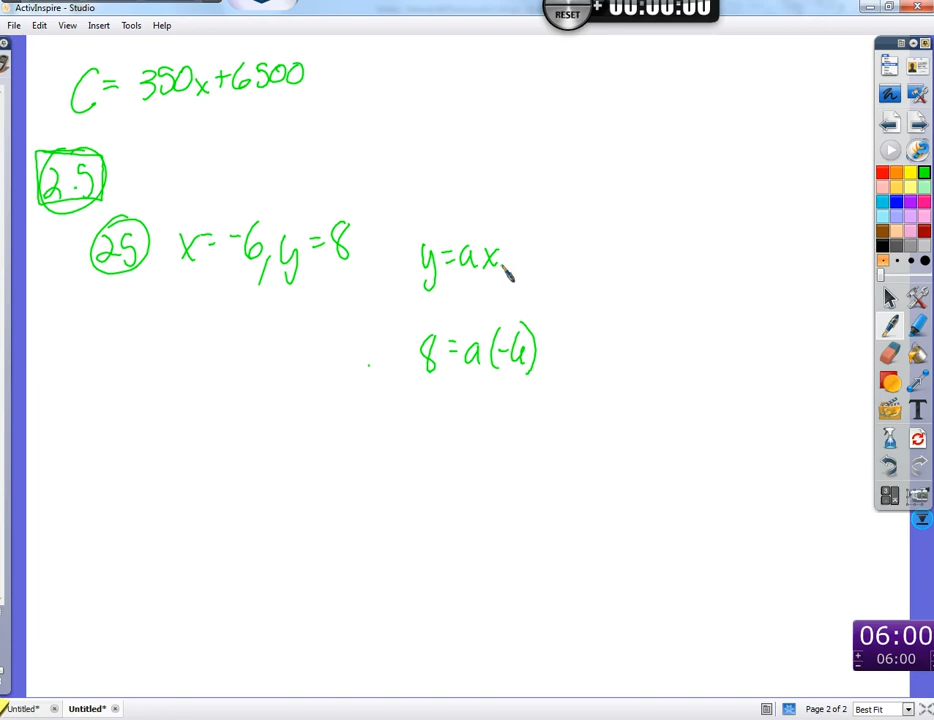 ActivInspire - Studio
RESET + 00:00:00
File Edit View Insert Tools Help
C = 350x+6500
2.5
25 x = -6, y = 8 y = ax
8 = a(-6)
06:00
06:00
Untitled* Untitled* Page 2 of 2 Best Fit